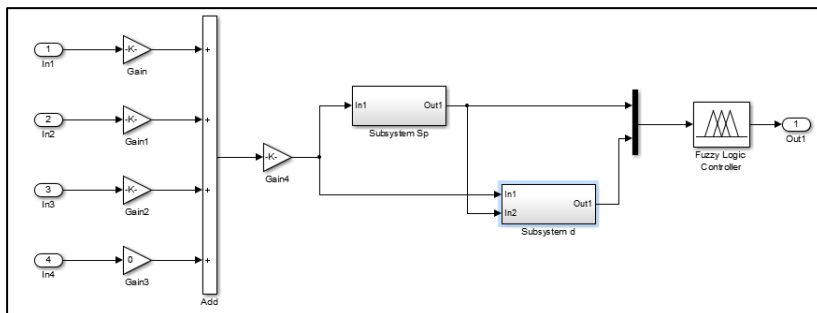 1
In1
-K-
Gain
+
2
In2
-K-
Gain1
+
3
In3
-K-
Gain2
+
4
In4
0
Gain3
+
Add
-K-
Gain4
In1 Out1
Subsystem Sp
In1
In2
Out1
Subsystem d
Fuzzy Logic
Controller
1
Out1